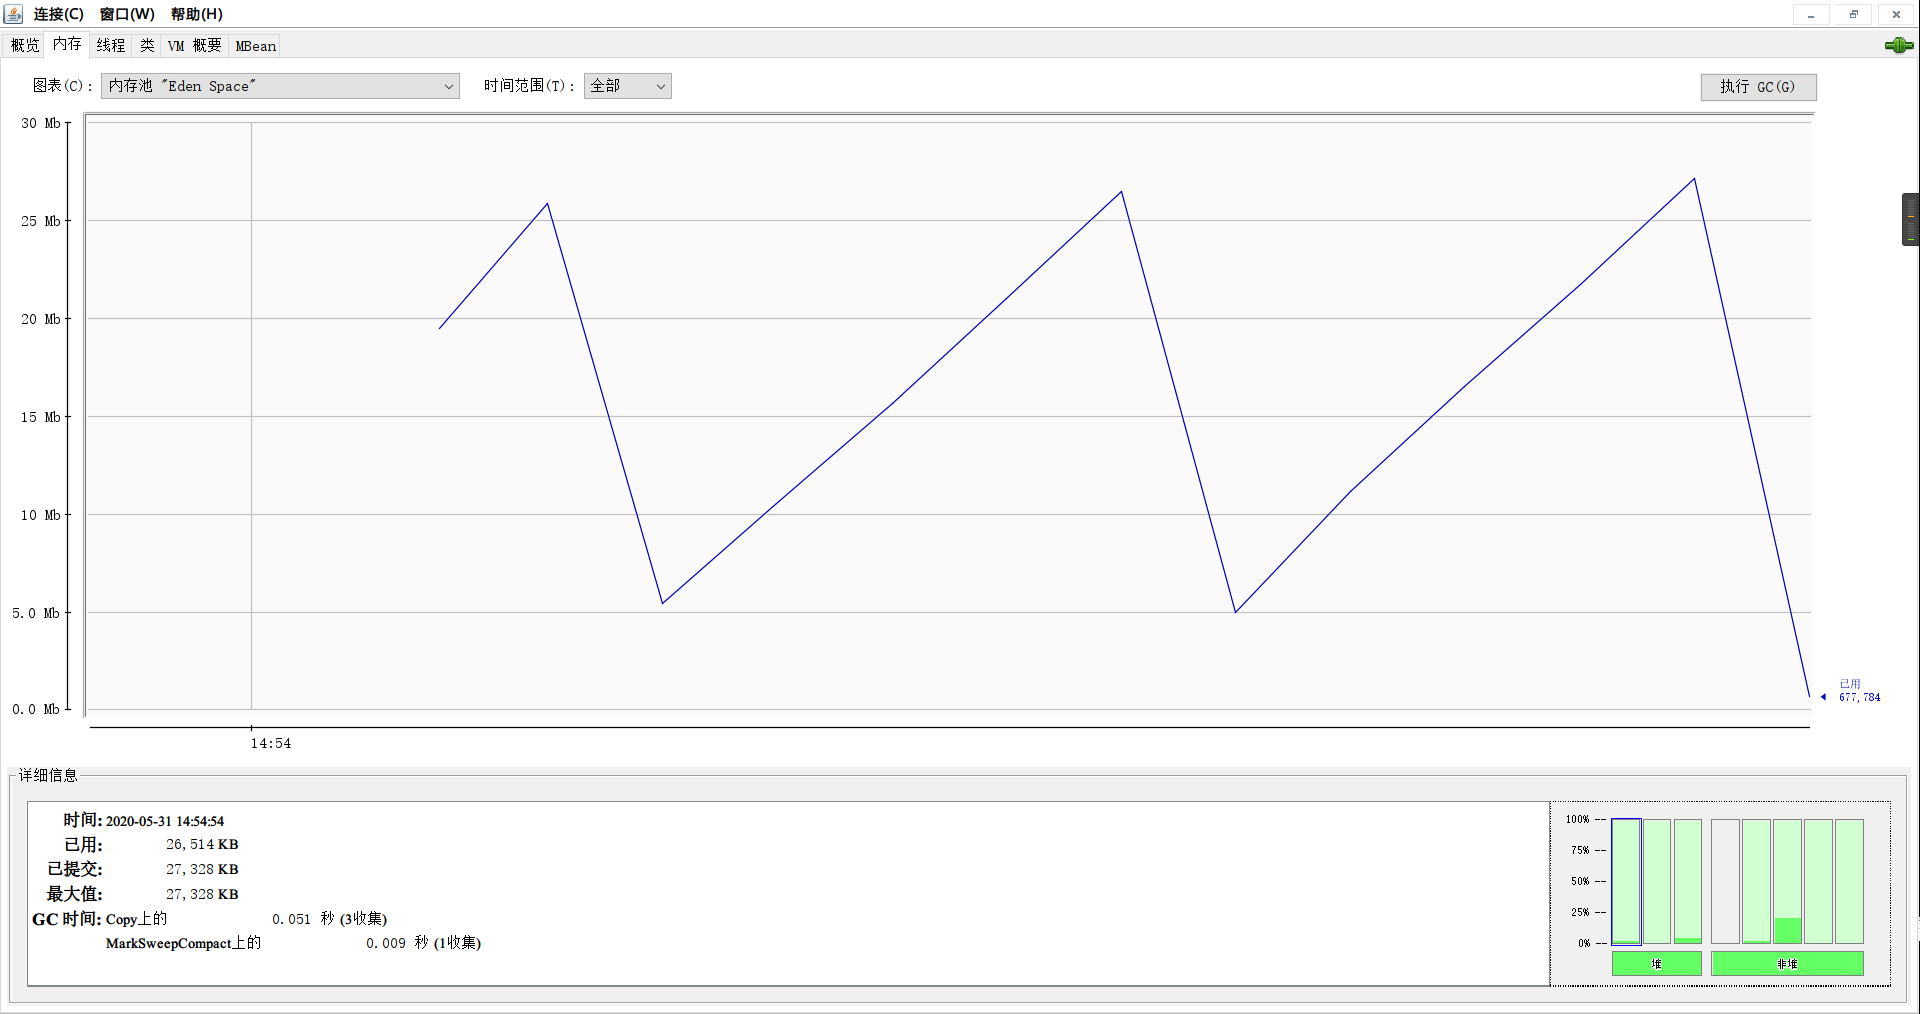 连接(C) 窗口(W) 帮助(H)
概览 内存 线程 类 VM 概要 MBean
图表(C): 内存池 "Eden Space" 时间范围(T): 全部 执行 GC(G)
30 Mb
25 Mb
20 Mb
15 Mb
10 Mb
5.0 Mb
0.0 Mb
已用
677,784
14:54
详细信息
时间: 2020-05-31 14:54:54
已用: 26,514 KB
已提交: 27,328 KB
最大值: 27,328 KB
GC 时间: Copy上的 0.051 秒 (3收集)
MarkSweepCompact上的 0.009 秒 (1收集)
100% --
75% --
50% --
25% --
0% --
堆 非堆